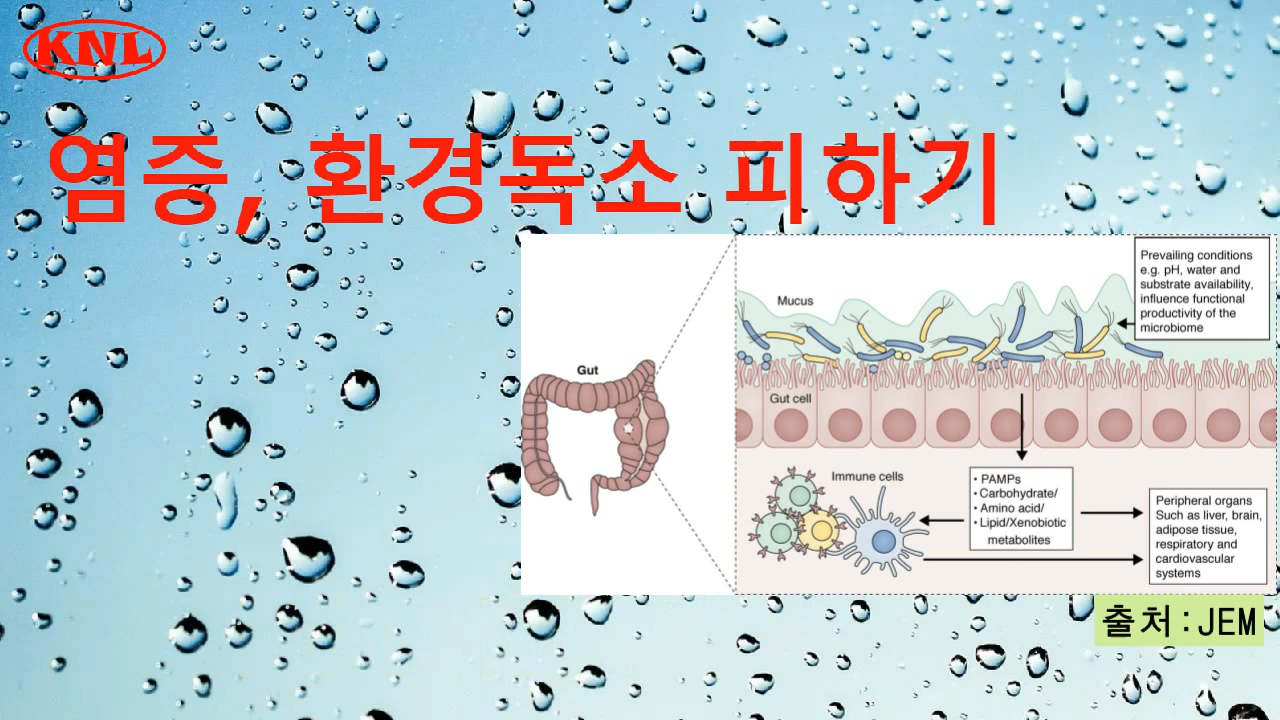 KNL
염증, 환경독소 피하기
Prevailing conditions
e.g. pH, water and
substrate availability,
influence functional
productivity of the
microbiome
Mucus
Gut
Gut cell
Immune cells
• PAMPs
• Carbohydrate/
• Amino acid/
• Lipid/Xenobiotic
metabolites
Peripheral organs
Such as liver, brain,
adipose tissue,
respiratory and
cardiovascular
systems
출처:JEM